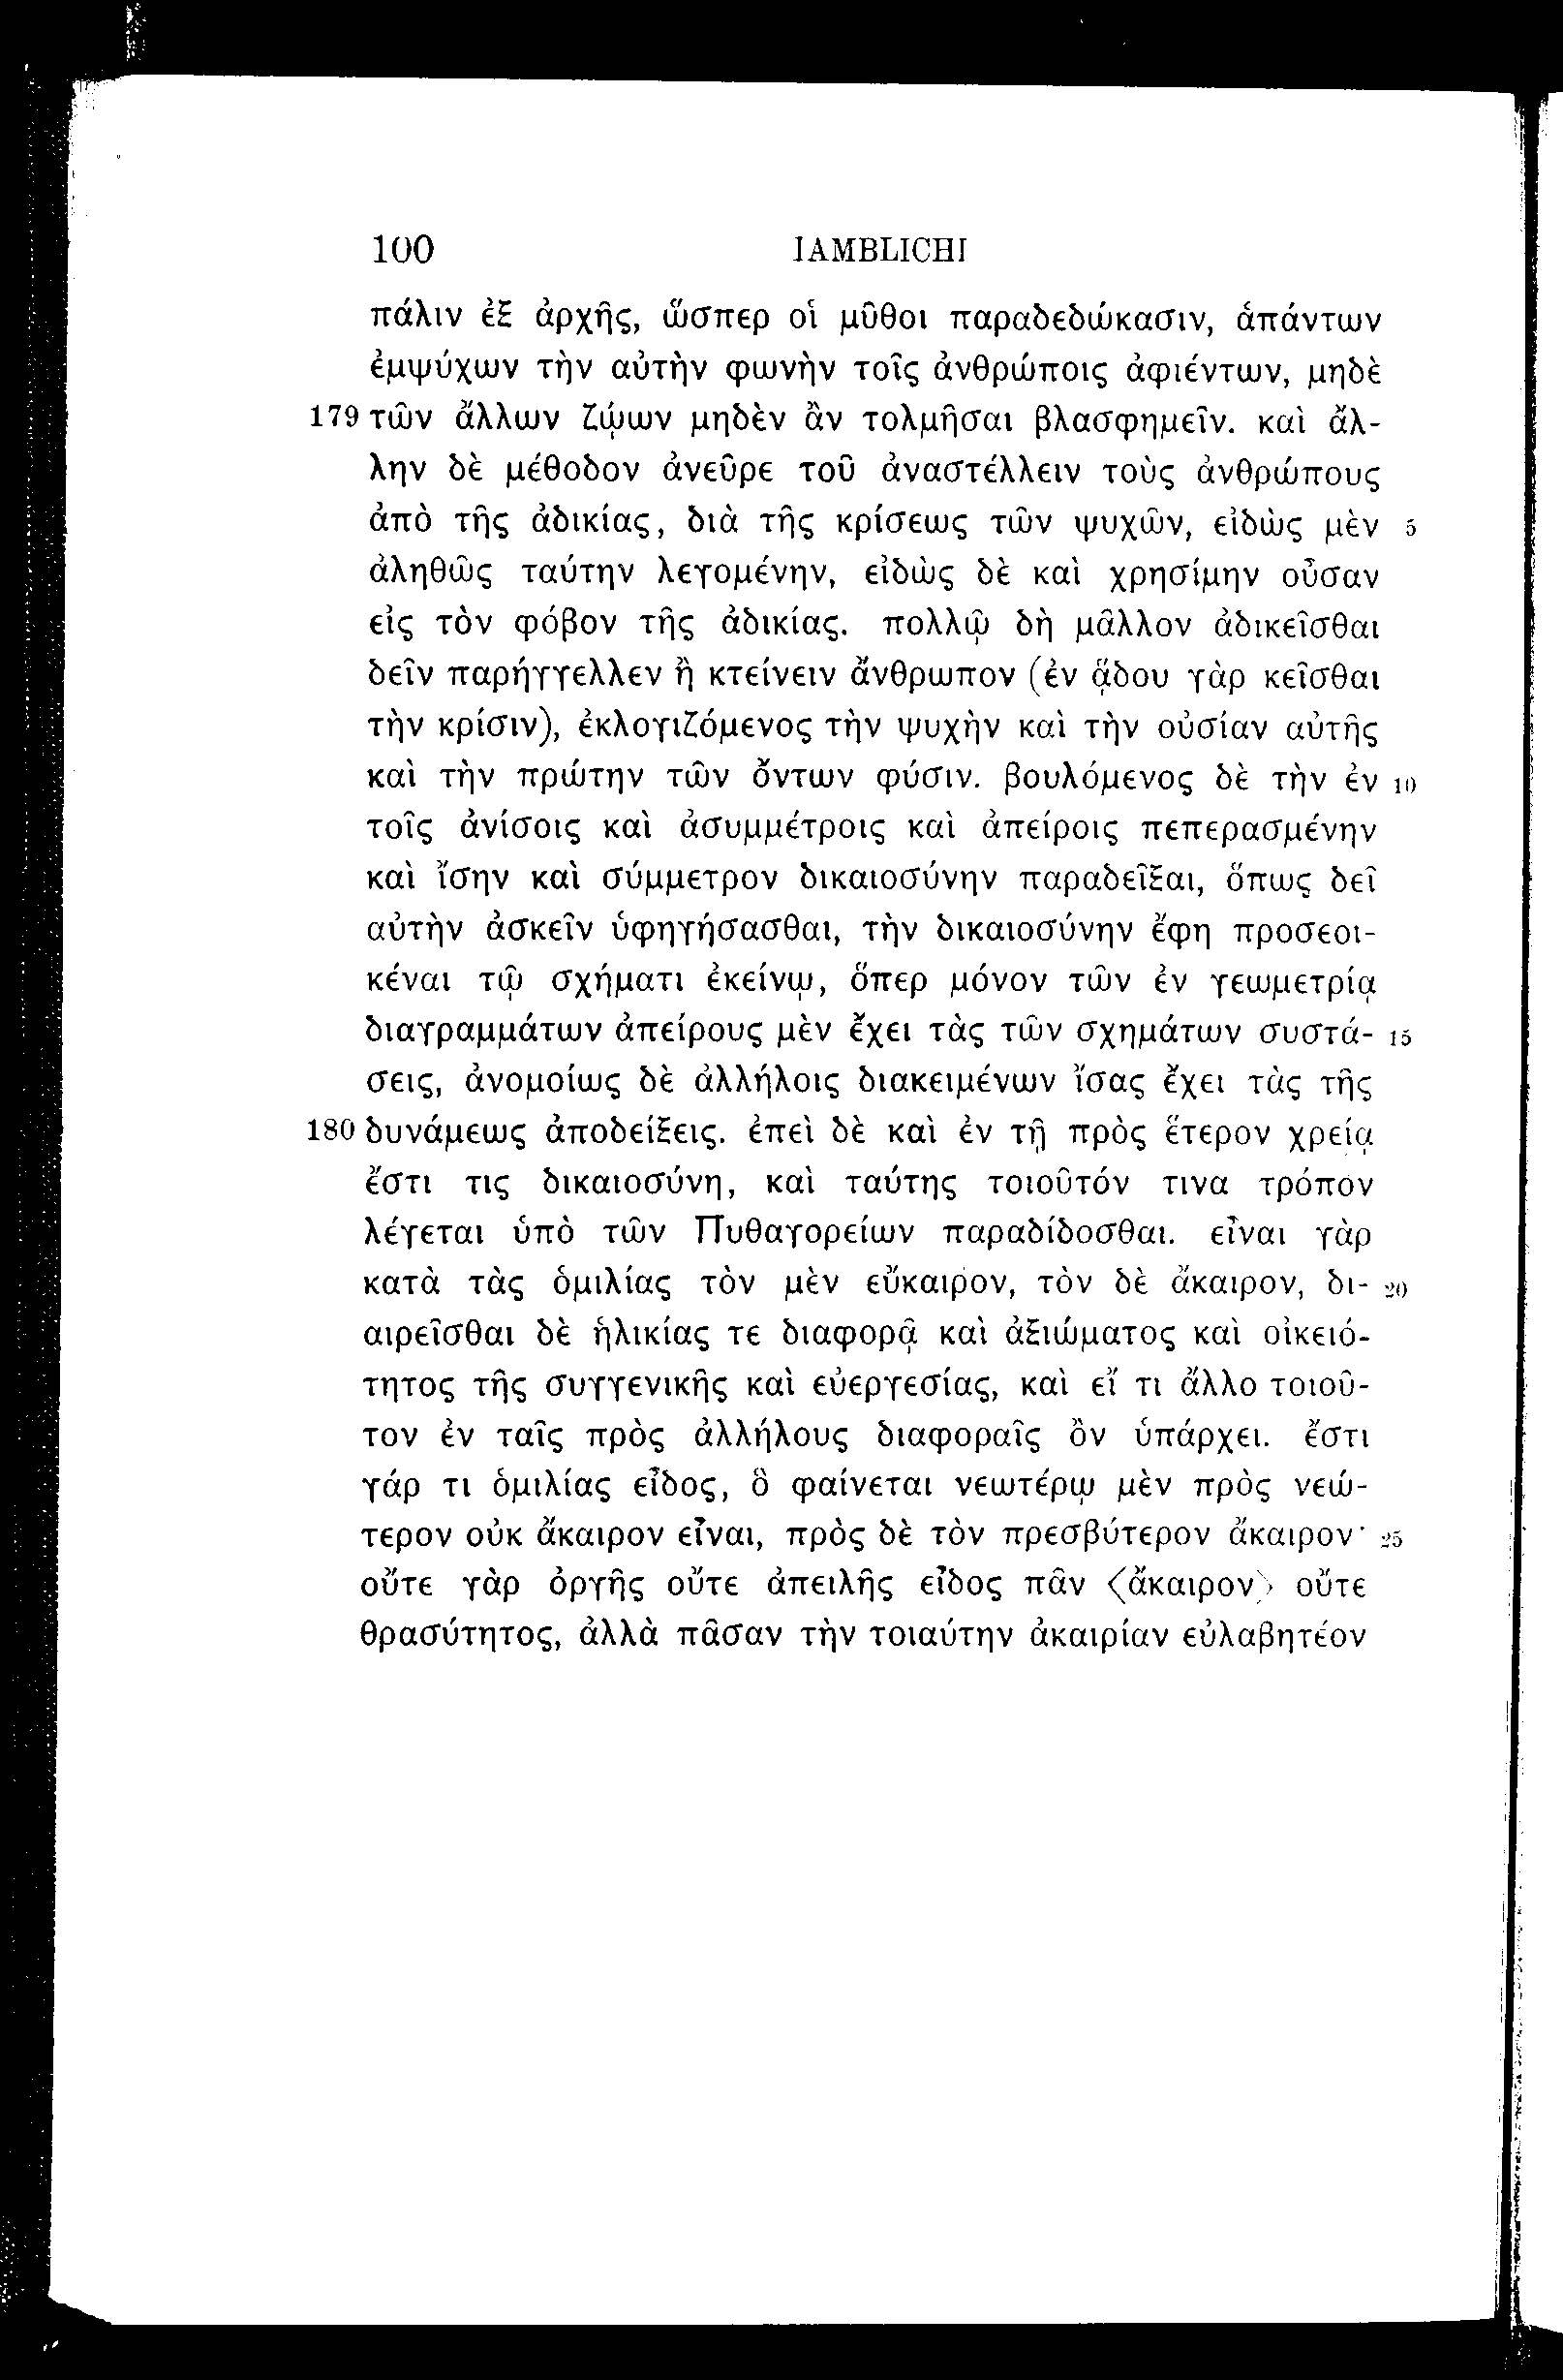 100 IAMBLICHI
πάλιν ἐξ ἀρχῆς, ὥσπερ οἱ μῦθοι παραδεδώκασιν, ἁπάντων
ἐμψύχων τὴν αὐτὴν φωνὴν τοῖς ἀνθρώποις ἀφιέντων, μηδὲ
179 τῶν ἄλλων ζῴων μηδὲν ἂν τολμῆσαι βλασφημεῖν. καὶ ἄλ-
λην δὲ μέθοδον ἀνεῦρε τοῦ ἀναστέλλειν τοὺς ἀνθρώπους
ἀπὸ τῆς ἀδικίας, διὰ τῆς κρίσεως τῶν ψυχῶν, εἰδὼς μὲν 5
ἀληθῶς ταύτην λεγομένην, εἰδὼς δὲ καὶ χρησίμην οὖσαν
εἰς τὸν φόβον τῆς ἀδικίας. πολλῷ δὴ μᾶλλον ἀδικεῖσθαι
δεῖν παρήγγελλεν ἢ κτείνειν ἄνθρωπον (ἐν ᾅδου γὰρ κεῖσθαι
τὴν κρίσιν), ἐκλογιζόμενος τὴν ψυχὴν καὶ τὴν οὐσίαν αὐτῆς
καὶ τὴν πρώτην τῶν ὄντων φύσιν. βουλόμενος δὲ τὴν ἐν 10
τοῖς ἀνίσοις καὶ ἀσυμμέτροις καὶ ἀπείροις πεπερασμένην
καὶ ἴσην καὶ σύμμετρον δικαιοσύνην παραδεῖξαι, ὅπως δεῖ
αὐτὴν ἀσκεῖν ὑφηγήσασθαι, τὴν δικαιοσύνην ἔφη προσεοι-
κέναι τῷ σχήματι ἐκείνῳ, ὅπερ μόνον τῶν ἐν γεωμετρίᾳ
διαγραμμάτων ἀπείρους μὲν ἔχει τὰς τῶν σχημάτων συστά- 15
σεις, ἀνομοίως δὲ ἀλλήλοις διακειμένων ἴσας ἔχει τὰς τῆς
180 δυνάμεως ἀποδείξεις. ἐπεὶ δὲ καὶ ἐν τῇ πρὸς ἕτερον χρείᾳ
ἔστι τις δικαιοσύνη, καὶ ταύτης τοιοῦτόν τινα τρόπον
λέγεται ὑπὸ τῶν Πυθαγορείων παραδίδοσθαι. εἶναι γὰρ
κατὰ τὰς ὁμιλίας τὸν μὲν εὔκαιρον, τὸν δὲ ἄκαιρον, δι- 20
αιρεῖσθαι δὲ ἡλικίας τε διαφορᾷ καὶ ἀξιώματος καὶ οἰκειό-
τητος τῆς συγγενικῆς καὶ εὐεργεσίας, καὶ εἴ τι ἄλλο τοιοῦ-
τον ἐν ταῖς πρὸς ἀλλήλους διαφοραῖς ὂν ὑπάρχει. ἔστι
γάρ τι ὁμιλίας εἶδος, ὃ φαίνεται νεωτέρῳ μὲν πρὸς νεώ-
τερον οὐκ ἄκαιρον εἶναι, πρὸς δὲ τὸν πρεσβύτερον ἄκαιρον· 25
οὔτε γὰρ ὀργῆς οὔτε ἀπειλῆς εἶδος πᾶν ⟨ἄκαιρον⟩ οὔτε
θρασύτητος, ἀλλὰ πᾶσαν τὴν τοιαύτην ἀκαιρίαν εὐλαβητέον